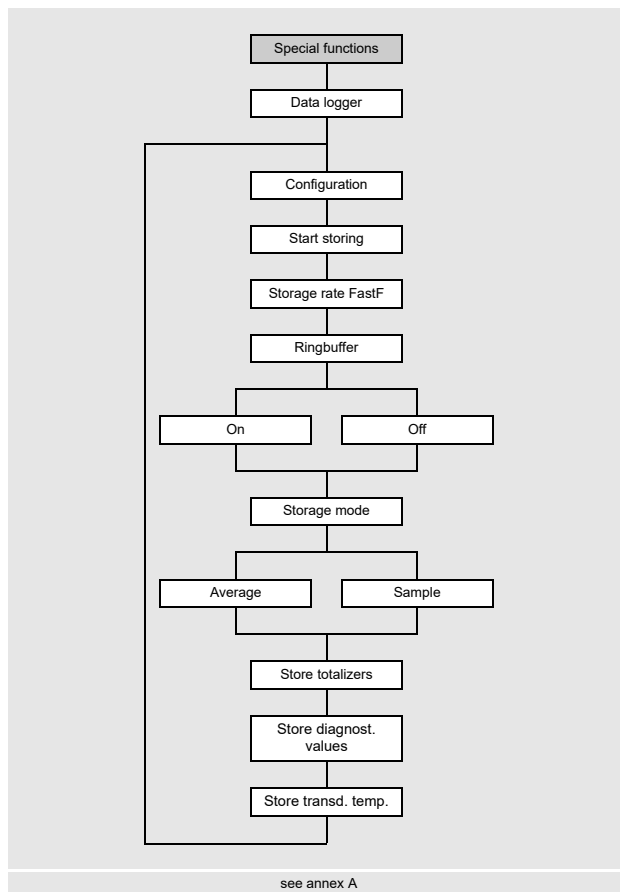 Special functions
Data logger
Configuration
Start storing
Storage rate FastF
Ringbuffer
On
Off
Storage mode
Average
Sample
Store totalizers
Store diagnost.
values
Store transd. temp.
see annex A